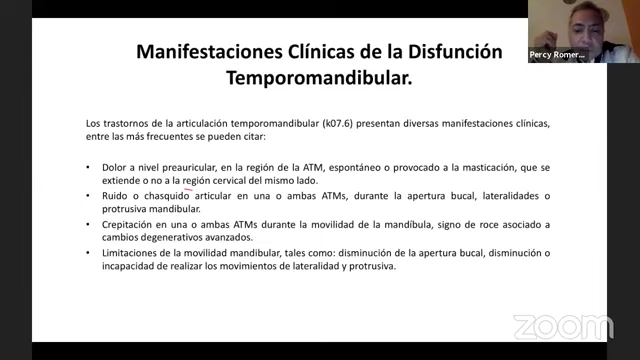 Manifestaciones Clínicas de la Disfunción
Temporomandibular.
Percy Romer...
Los trastornos de la articulación temporomandibular (k07.6) presentan diversas manifestaciones clínicas,
entre las más frecuentes se pueden citar:
• Dolor a nivel preauricular, en la región de la ATM, espontáneo o provocado a la masticación, que se
extiende o no a la región cervical del mismo lado.
• Ruido o chasquido articular en una o ambas ATMs, durante la apertura bucal, lateralidades o
protrusiva mandibular.
• Crepitación en una o ambas ATMs durante la movilidad de la mandíbula, signo de roce asociado a
cambios degenerativos avanzados.
• Limitaciones de la movilidad mandibular, tales como: disminución de la apertura bucal, disminución o
incapacidad de realizar los movimientos de lateralidad y protrusiva.
zoom